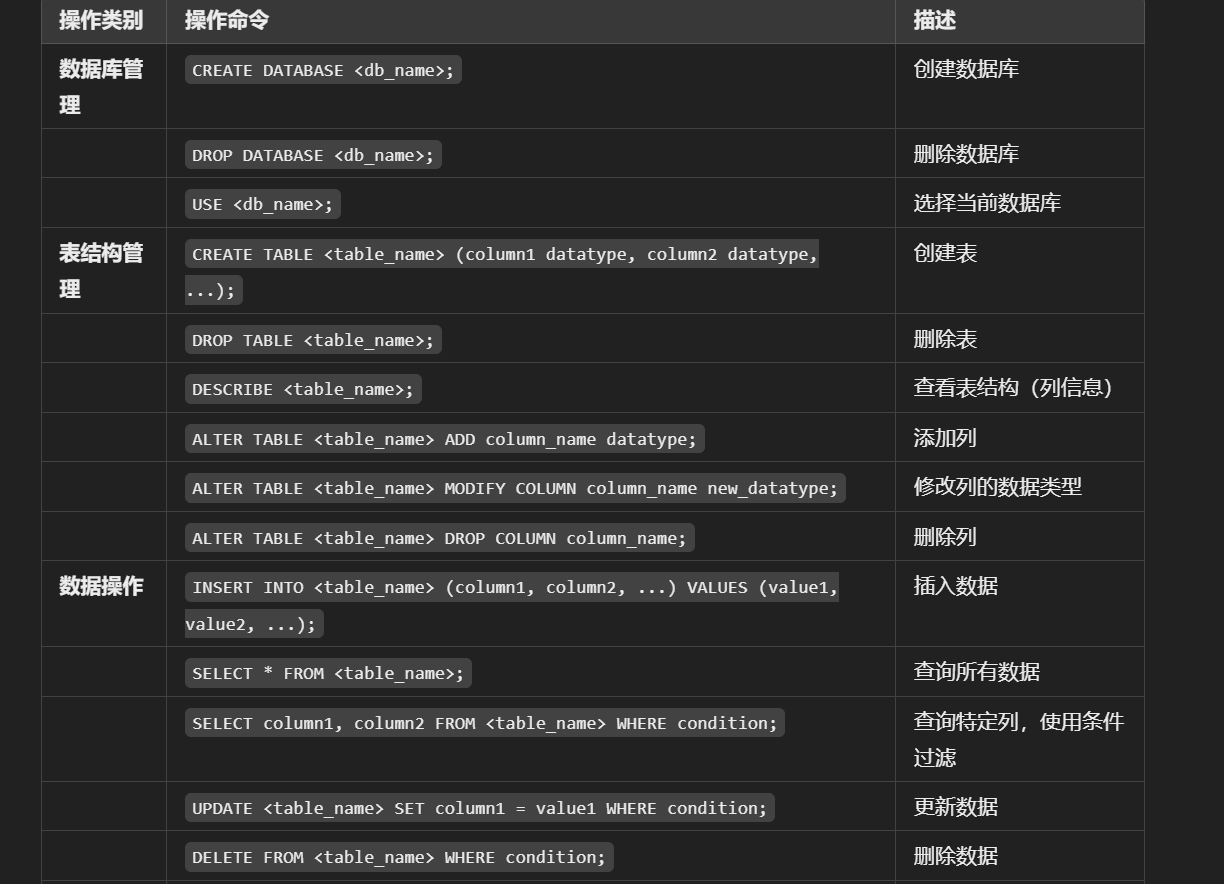 操作类别 操作命令 描述
数据库管 CREATE DATABASE <db_name>; 创建数据库
理
DROP DATABASE <db_name>; 删除数据库
USE <db_name>; 选择当前数据库
表结构管 CREATE TABLE <table_name> (column1 datatype, column2 datatype, 创建表
理 ...);
DROP TABLE <table_name>; 删除表
DESCRIBE <table_name>; 查看表结构（列信息）
ALTER TABLE <table_name> ADD column_name datatype; 添加列
ALTER TABLE <table_name> MODIFY COLUMN column_name new_datatype; 修改列的数据类型
ALTER TABLE <table_name> DROP COLUMN column_name; 删除列
数据操作 INSERT INTO <table_name> (column1, column2, ...) VALUES (value1, 插入数据
value2, ...);
SELECT * FROM <table_name>; 查询所有数据
SELECT column1, column2 FROM <table_name> WHERE condition; 查询特定列，使用条件
过滤
UPDATE <table_name> SET column1 = value1 WHERE condition; 更新数据
DELETE FROM <table_name> WHERE condition; 删除数据